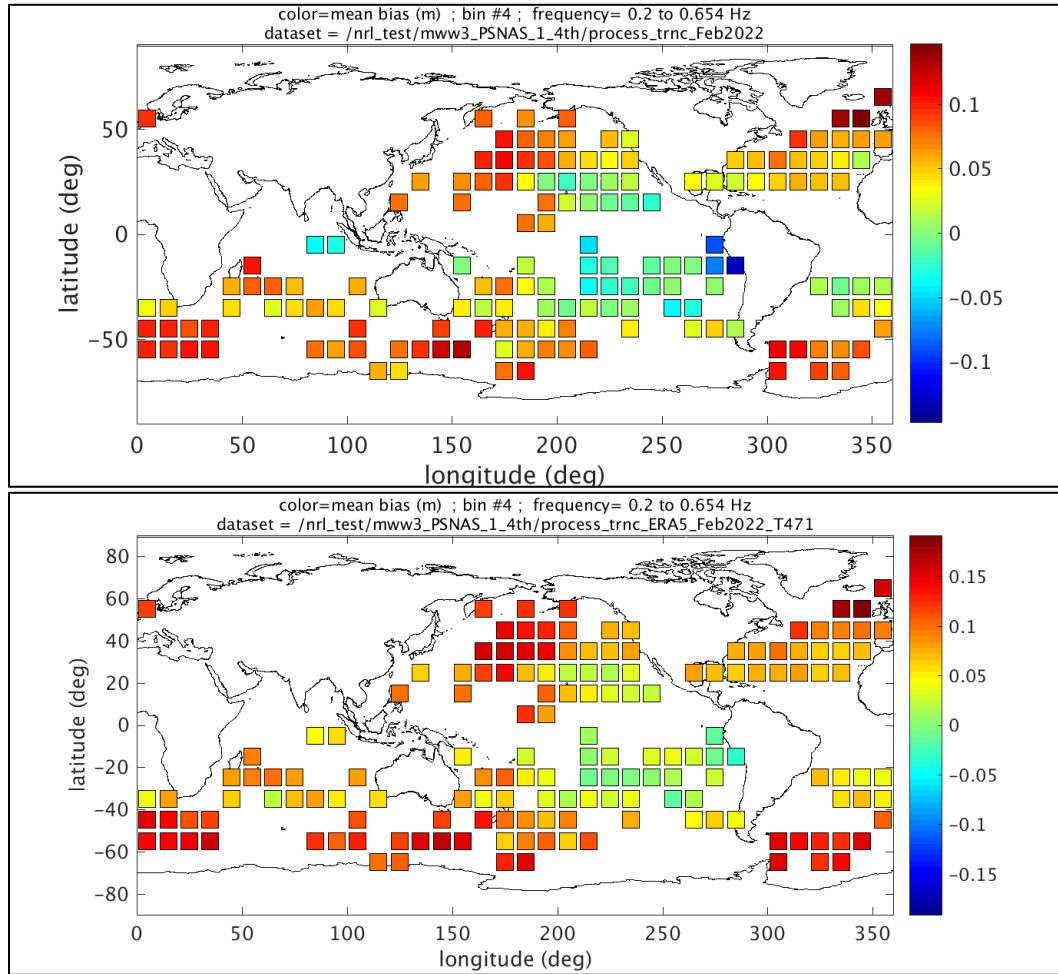 color=mean bias (m) ; bin #4 ; frequency= 0.2 to 0.654 Hz
dataset = /nrl_test/mww3_PSNAS_1_4th/process_trnc_Feb2022
latitude (deg)
50
0
−50
0 50 100 150 200 250 300 350
longitude (deg)
0.1
0.05
0
−0.05
−0.1
color=mean bias (m) ; bin #4 ; frequency= 0.2 to 0.654 Hz
dataset = /nrl_test/mww3_PSNAS_1_4th/process_trnc_ERA5_Feb2022_T471
latitude (deg)
80
60
40
20
0
−20
−40
−60
−80
0 50 100 150 200 250 300 350
longitude (deg)
0.15
0.1
0.05
0
−0.05
−0.1
−0.15